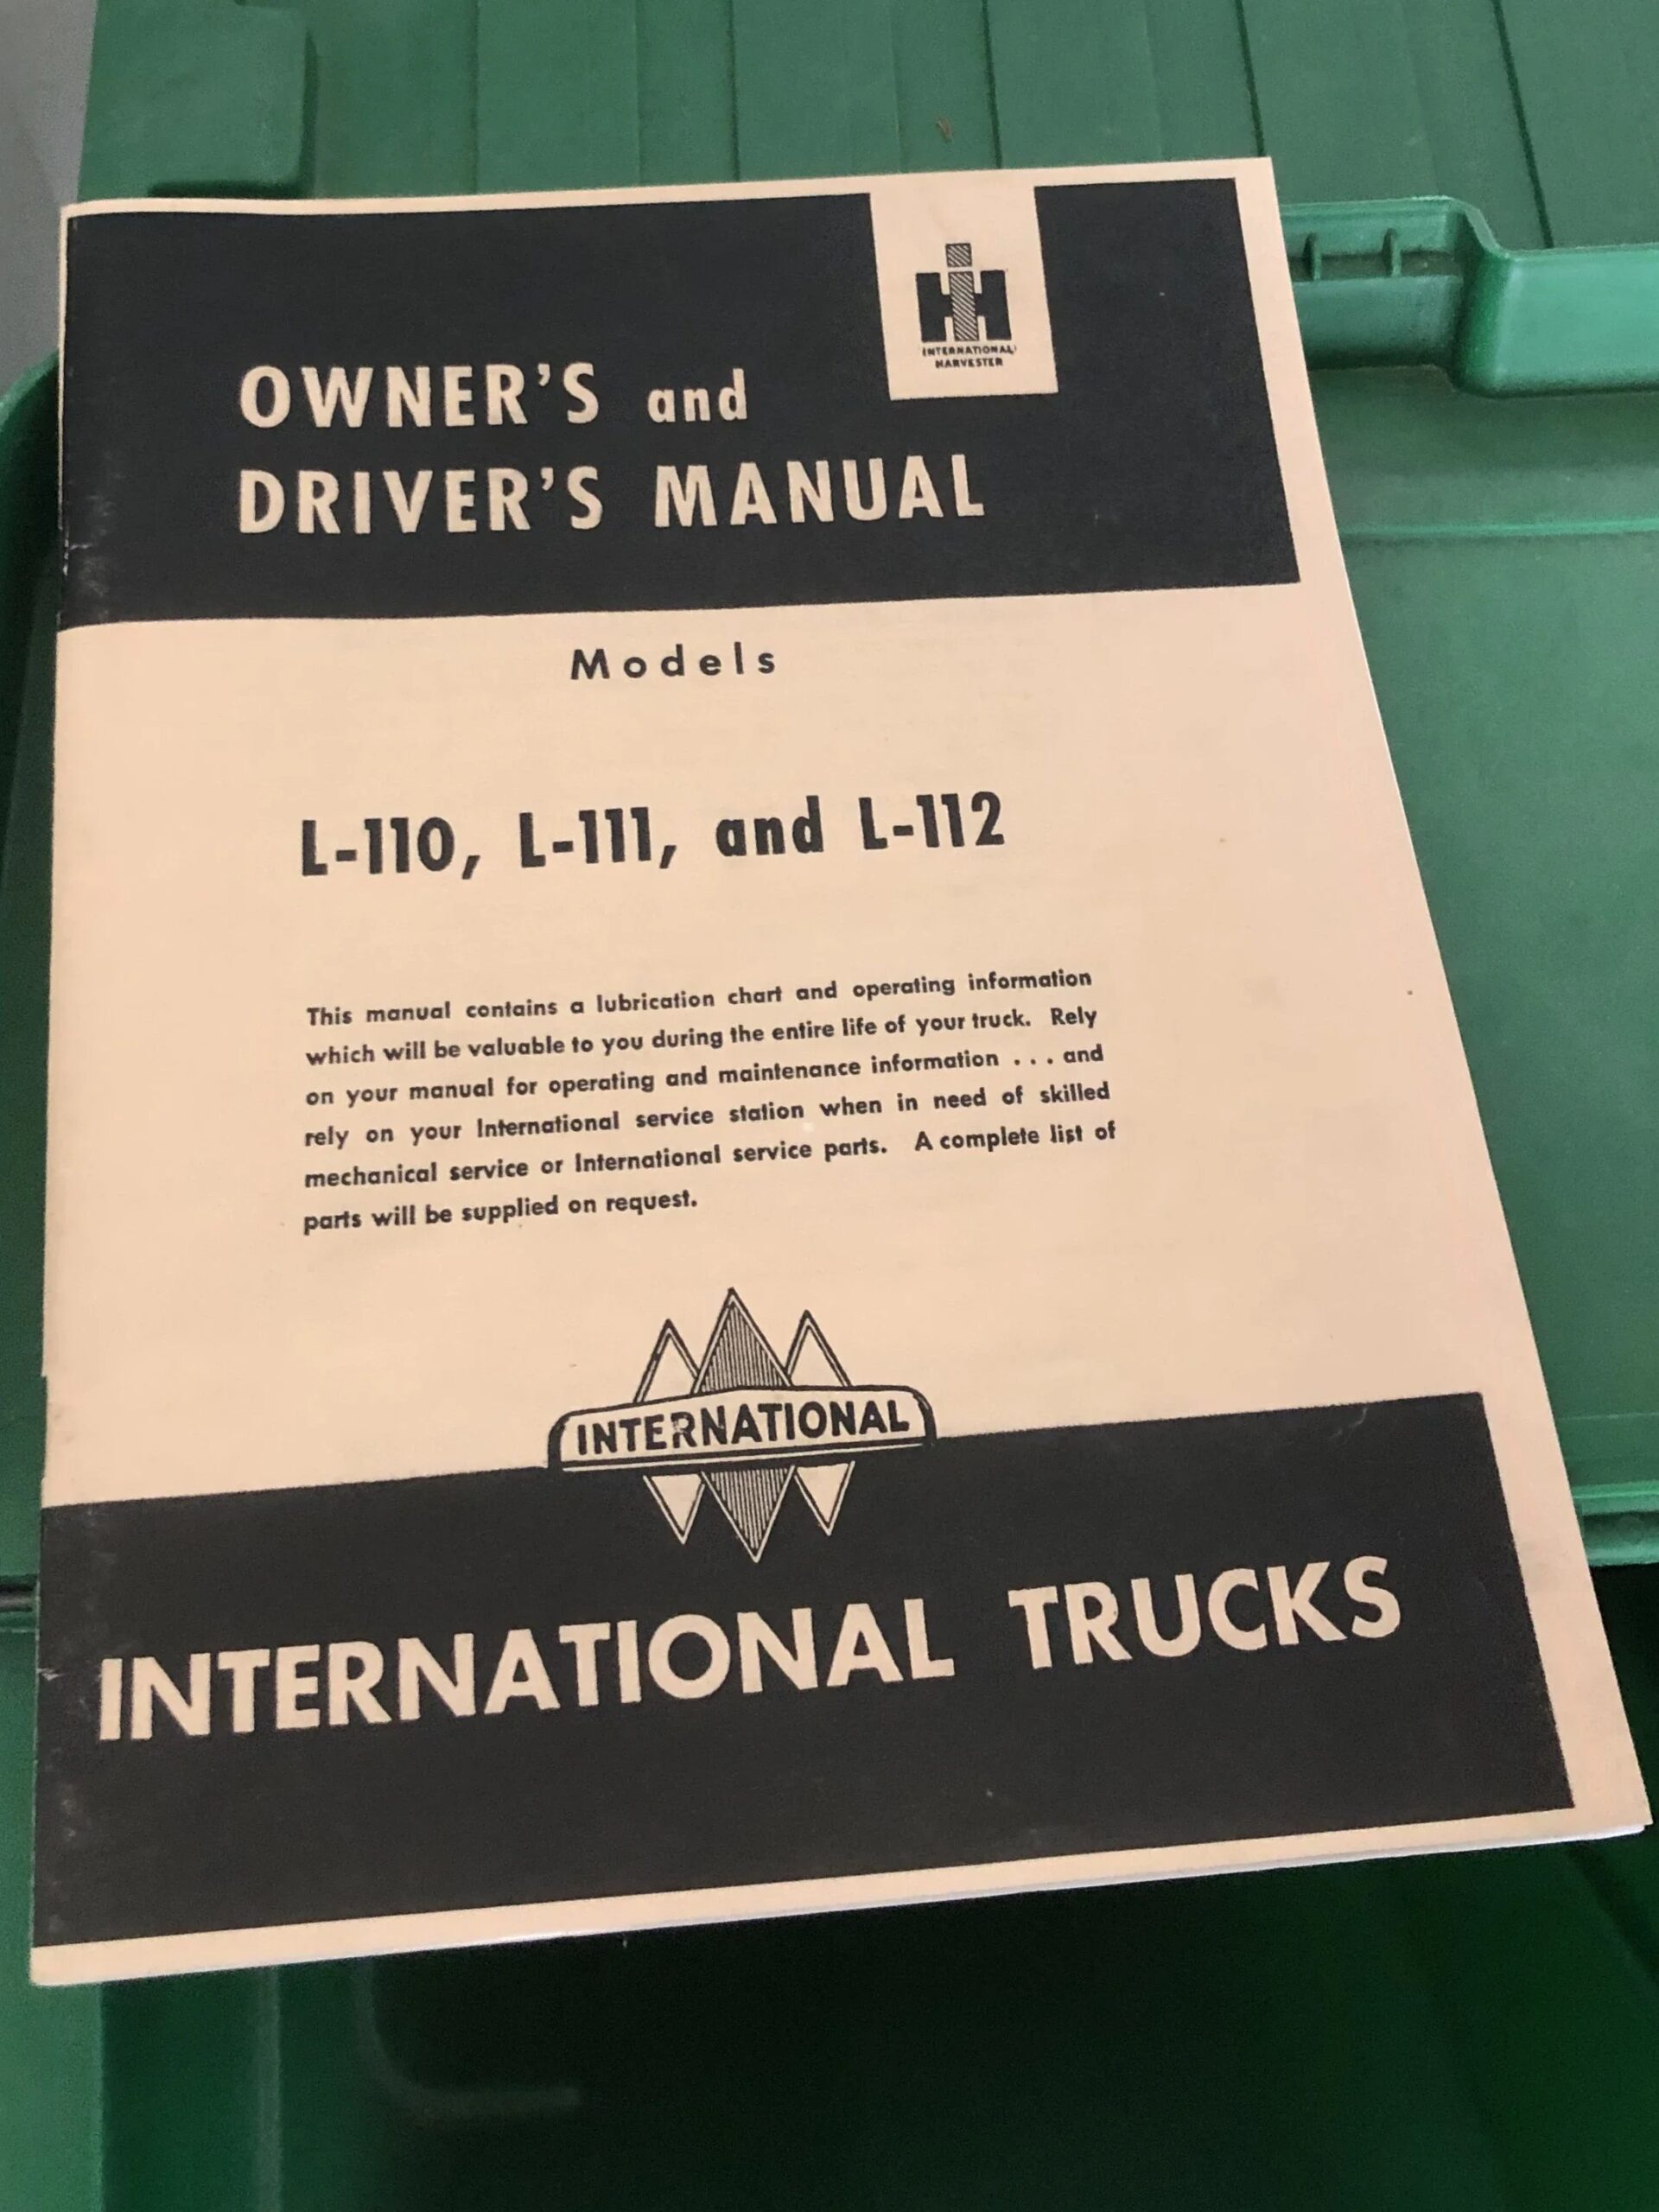 INTERNATIONAL
HARVESTER
OWNER'S and
DRIVER'S MANUAL
Models
L-110, L-111, and L-112
This manual contains a lubrication chart and operating information
which will be valuable to you during the entire life of your truck. Rely
on your manual for operating and maintenance information . . . and
rely on your International service station when in need of skilled
mechanical service or International service parts. A complete list of
parts will be supplied on request.
INTERNATIONAL
INTERNATIONAL TRUCKS